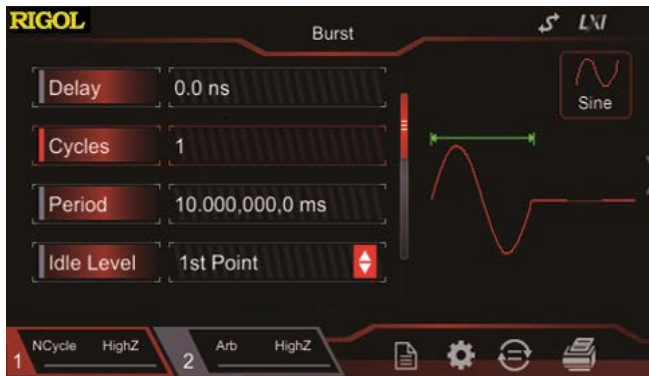 RIGOL
Burst
LXI
Delay 0.0 ns
Sine
Cycles 1
Period 10.000,000,0 ms
Idle Level 1st Point
1 NCycle HighZ
2 Arb HighZ